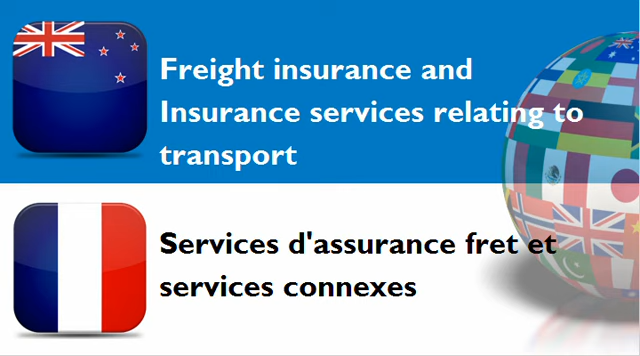 Freight insurance and
Insurance services relating to
transport
Services d'assurance fret et
services connexes